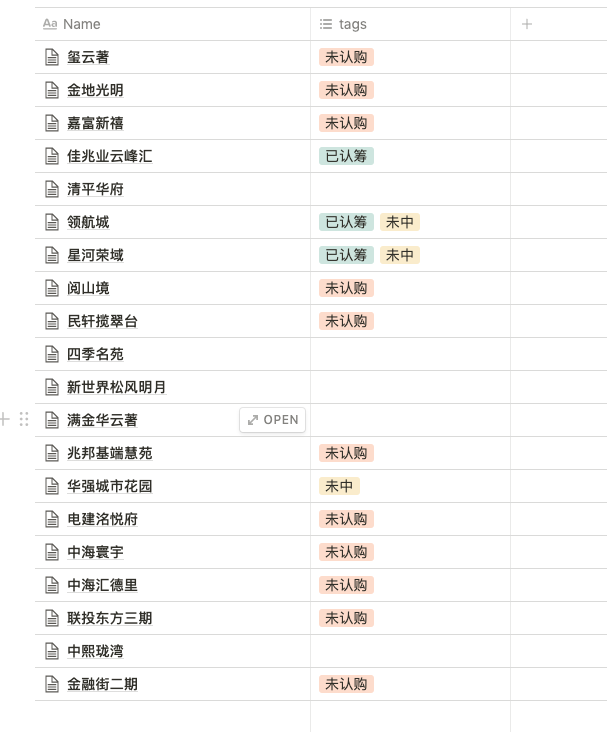 Aa Name tags
玺云著 未认购
金地光明 未认购
嘉富新禧 未认购
佳兆业云峰汇 已认筹
清平华府
领航城 已认筹 未中
星河荣域 已认筹 未中
阅山境 未认购
民轩揽翠台 未认购
四季名苑
新世界松风明月
满金华云著 OPEN
兆邦基端慧苑 未认购
华强城市花园 未中
电建洺悦府 未认购
中海寰宇 未认购
中海汇德里 未认购
联投东方三期 未认购
中熙珑湾
金融街二期 未认购